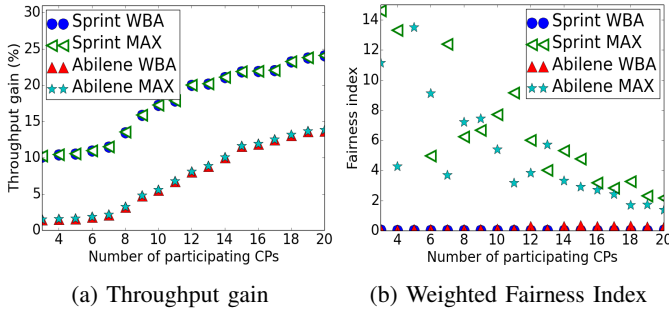 Throughput gain (%)
30
25
20
15
10
5
0
4 6 8 10 12 14 16 18 20
Number of participating CPs
Sprint WBA
Sprint MAX
Abilene WBA
Abilene MAX
(a) Throughput gain
Fairness index
14
12
10
8
6
4
2
0
4 6 8 10 12 14 16 18 20
Number of participating CPs
Sprint WBA
Sprint MAX
Abilene WBA
Abilene MAX
(b) Weighted Fairness Index